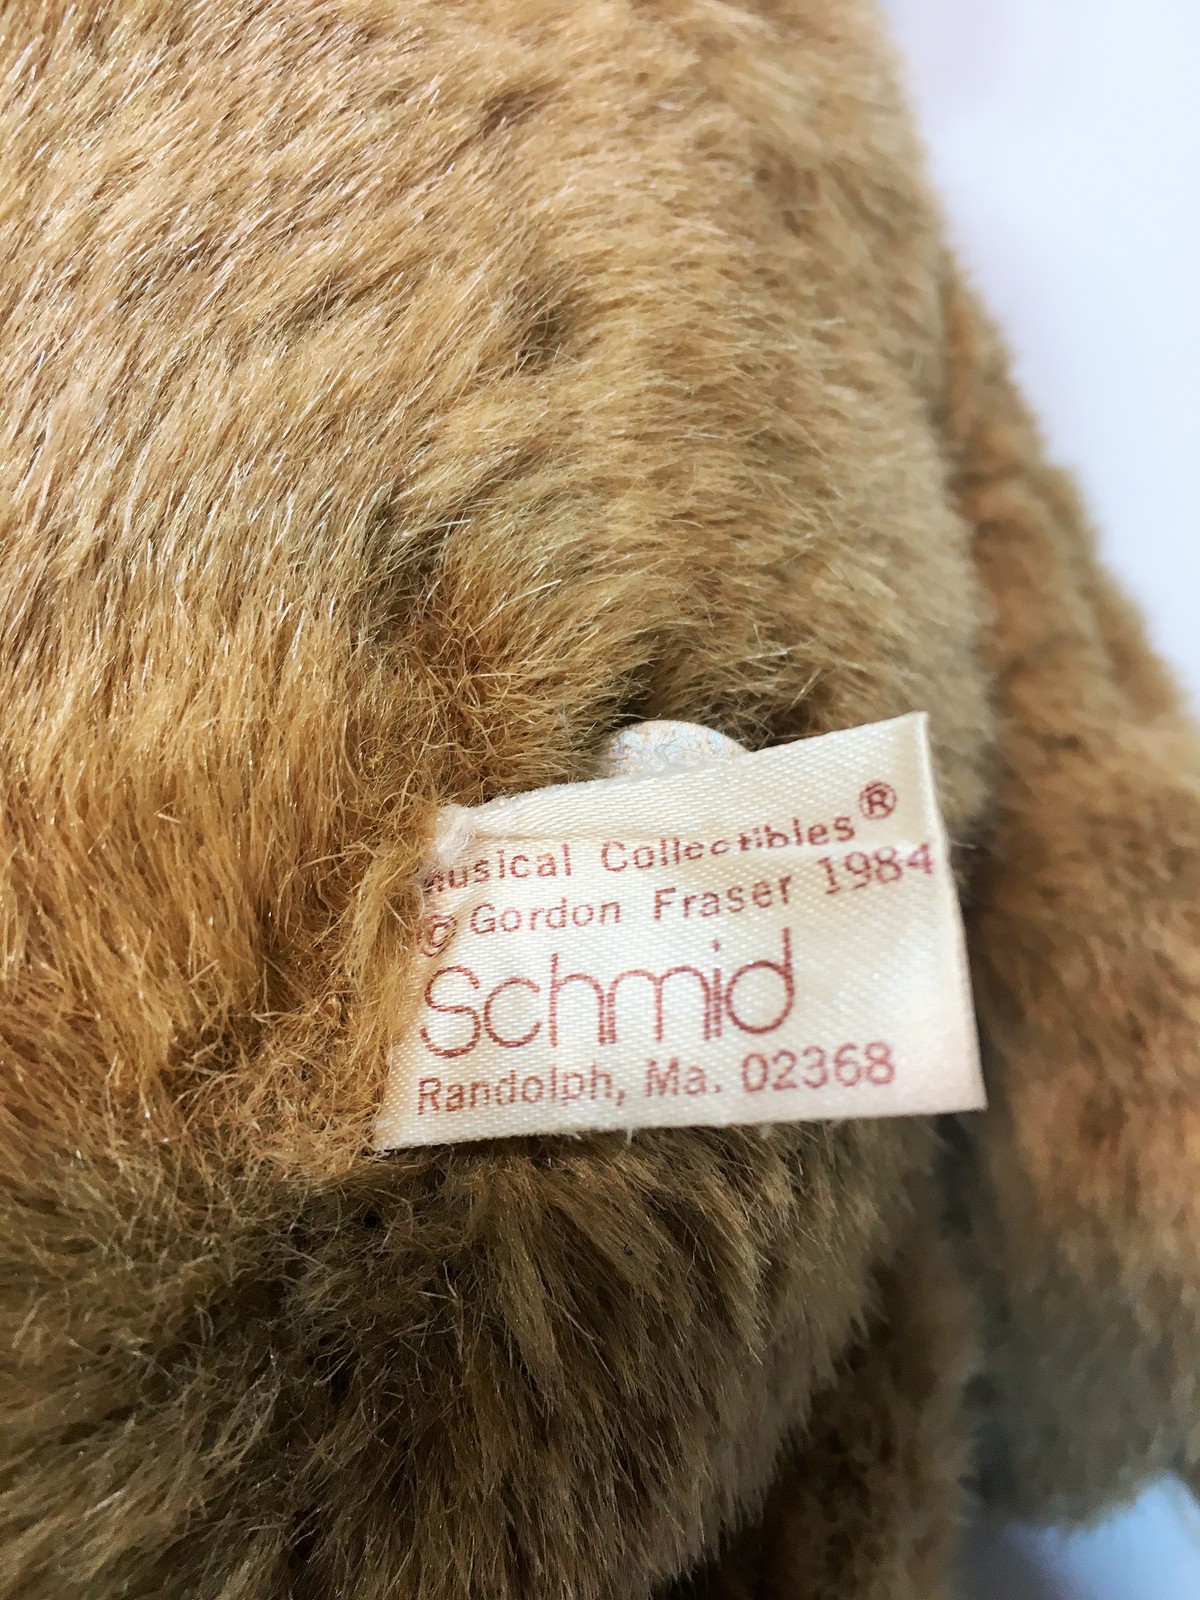 Musical Collectibles®
© Gordon Fraser 1984
Schmid
Randolph, Ma. 02368